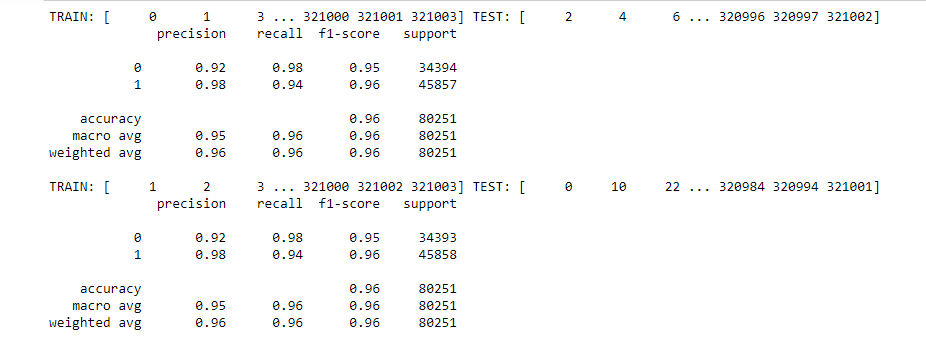 TRAIN: [ 0 1 3 ... 321000 321001 321003] TEST: [ 2 4 6 ... 320996 320997 321002]
precision recall f1-score support
0 0.92 0.98 0.95 34394
1 0.98 0.94 0.96 45857
accuracy 0.96 80251
macro avg 0.95 0.96 0.96 80251
weighted avg 0.96 0.96 0.96 80251
TRAIN: [ 1 2 3 ... 321000 321002 321003] TEST: [ 0 10 22 ... 320984 320994 321001]
precision recall f1-score support
0 0.92 0.98 0.95 34393
1 0.98 0.94 0.96 45858
accuracy 0.96 80251
macro avg 0.95 0.96 0.96 80251
weighted avg 0.96 0.96 0.96 80251